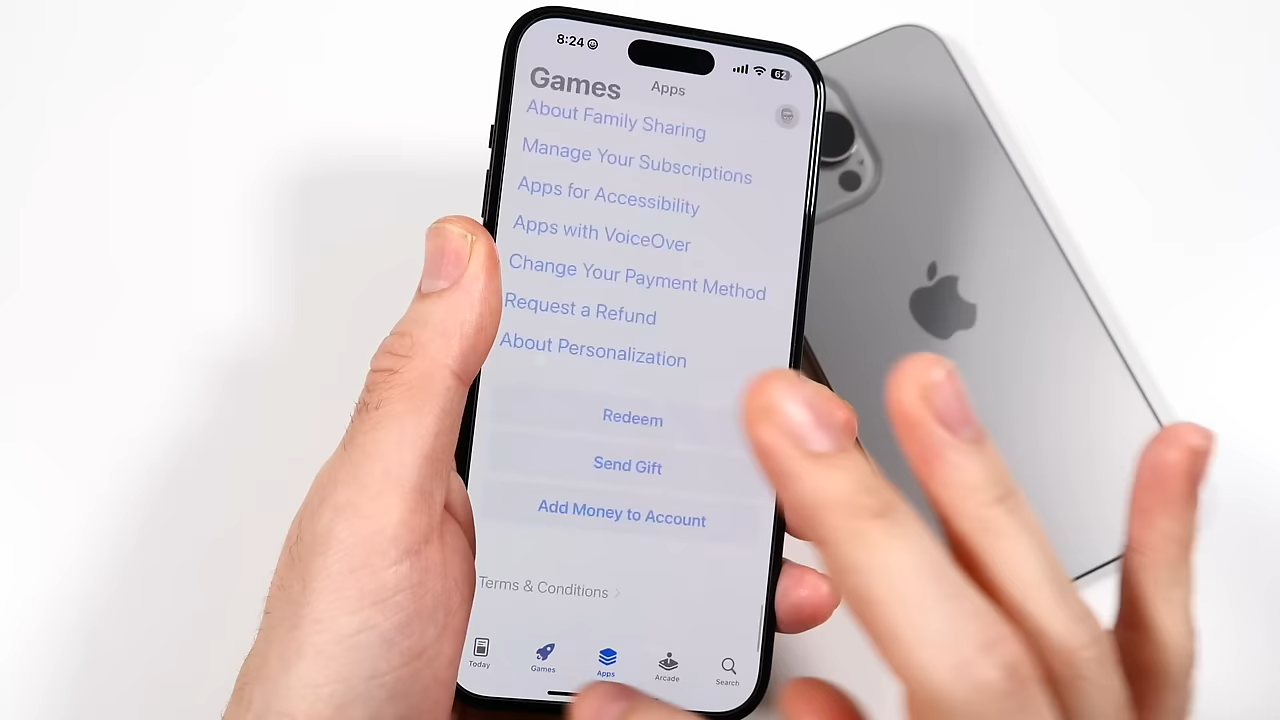 8:24
62
Games
Apps
About Family Sharing
Manage Your Subscriptions
Apps for Accessibility
Apps with VoiceOver
Change Your Payment Method
Request a Refund
About Personalization
Redeem
Send Gift
Add Money to Account
Terms & Conditions
Today
Games
Apps
Arcade
Search